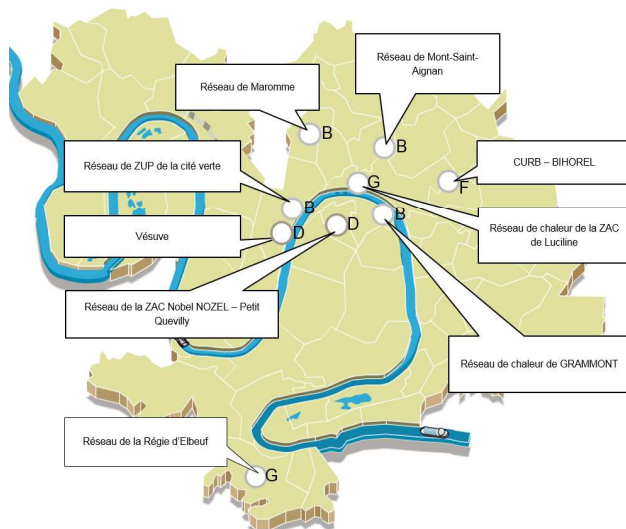 Réseau de Mont-Saint-
Aignan
Réseau de Maromme
B
B
CURB – BIHOREL
Réseau de ZUP de la cité verte
G
F
B
B
Réseau de chaleur de la ZAC
de Luciline
Vésuve
D
D
Réseau de la ZAC Nobel NOZEL – Petit
Quevilly
Réseau de chaleur de GRAMMONT
Réseau de la Régie d'Elbeuf
G